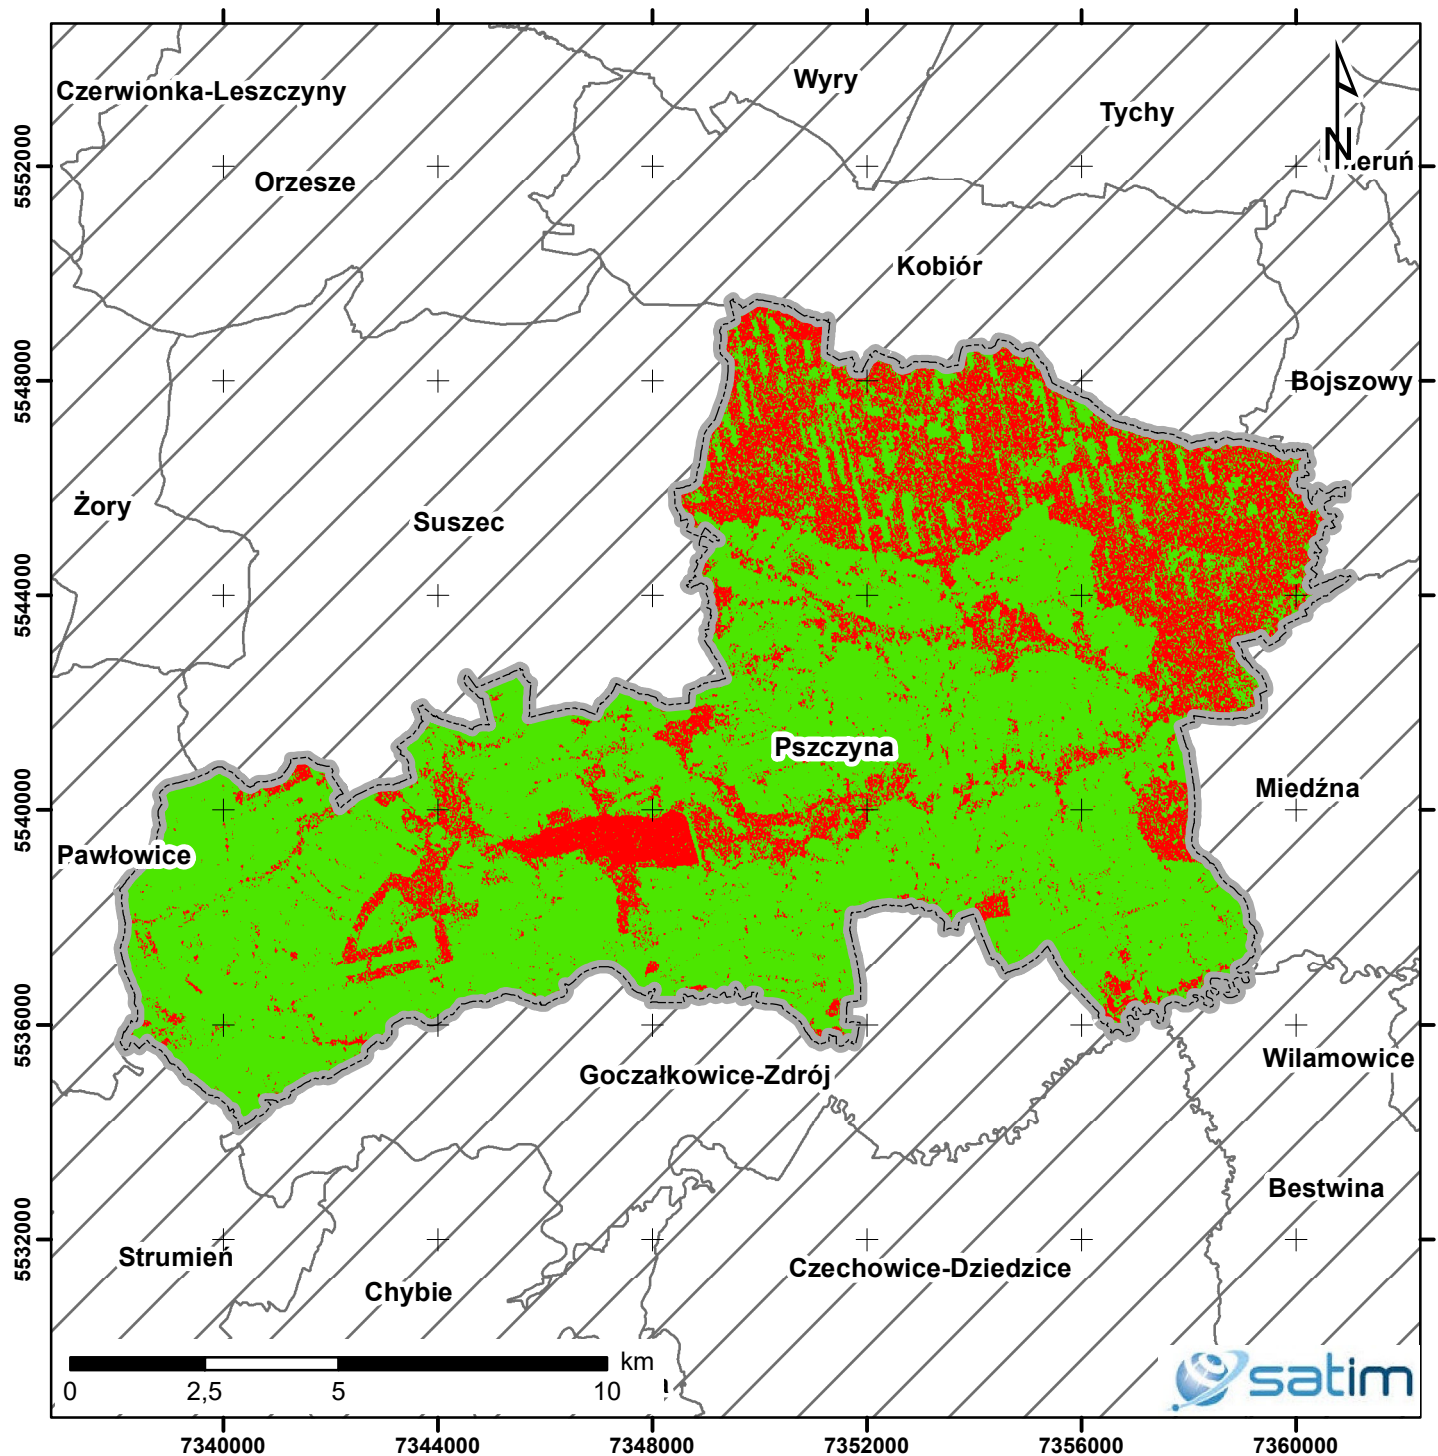 Wyry
Czerwionka-Leszczyny
Tychy
N
Orzesze
Kobiór
Bojszowy
Żory
Suszec
Pszczyna
Miedźna
Pawłowice
Wilamowice
Goczałkowice-Zdrój
Bestwina
Strumień
Czechowice-Dziedzice
Chybie
km
0 2,5 5 10
satim
5552000
5548000
5544000
5540000
5536000
5532000
7340000 7344000 7348000 7352000 7356000 7360000